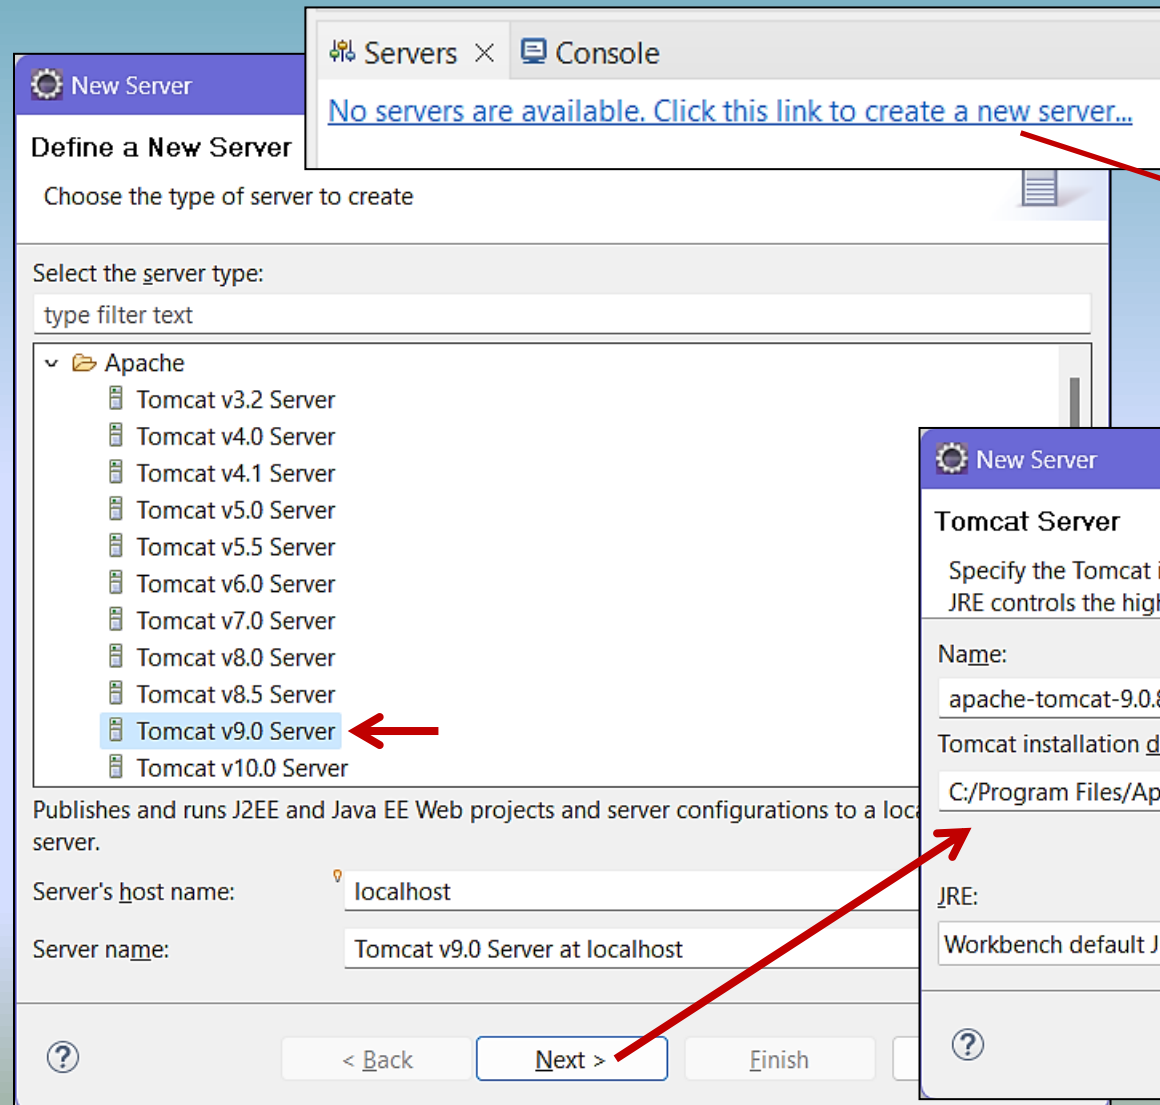 Servers
Console
No servers are available. Click this link to create a new server...
New Server
Define a New Server
Choose the type of server to create
Select the server type:
type filter text
Apache
Tomcat v3.2 Server
Tomcat v4.0 Server
Tomcat v4.1 Server
Tomcat v5.0 Server
Tomcat v5.5 Server
Tomcat v6.0 Server
Tomcat v7.0 Server
Tomcat v8.0 Server
Tomcat v8.5 Server
Tomcat v9.0 Server
Tomcat v10.0 Server
Publishes and runs J2EE and Java EE Web projects and server configurations to a
server.
Server's host name:
localhost
Server name:
Tomcat v9.0 Server at localhost
< Back
Next >
Finish
New Server
Tomcat Server
Specify the Tomcat
JRE controls the
Name:
apache-tomcat-9.0.
Tomcat installation
C:/Program Files/Ap
JRE:
Workbench default